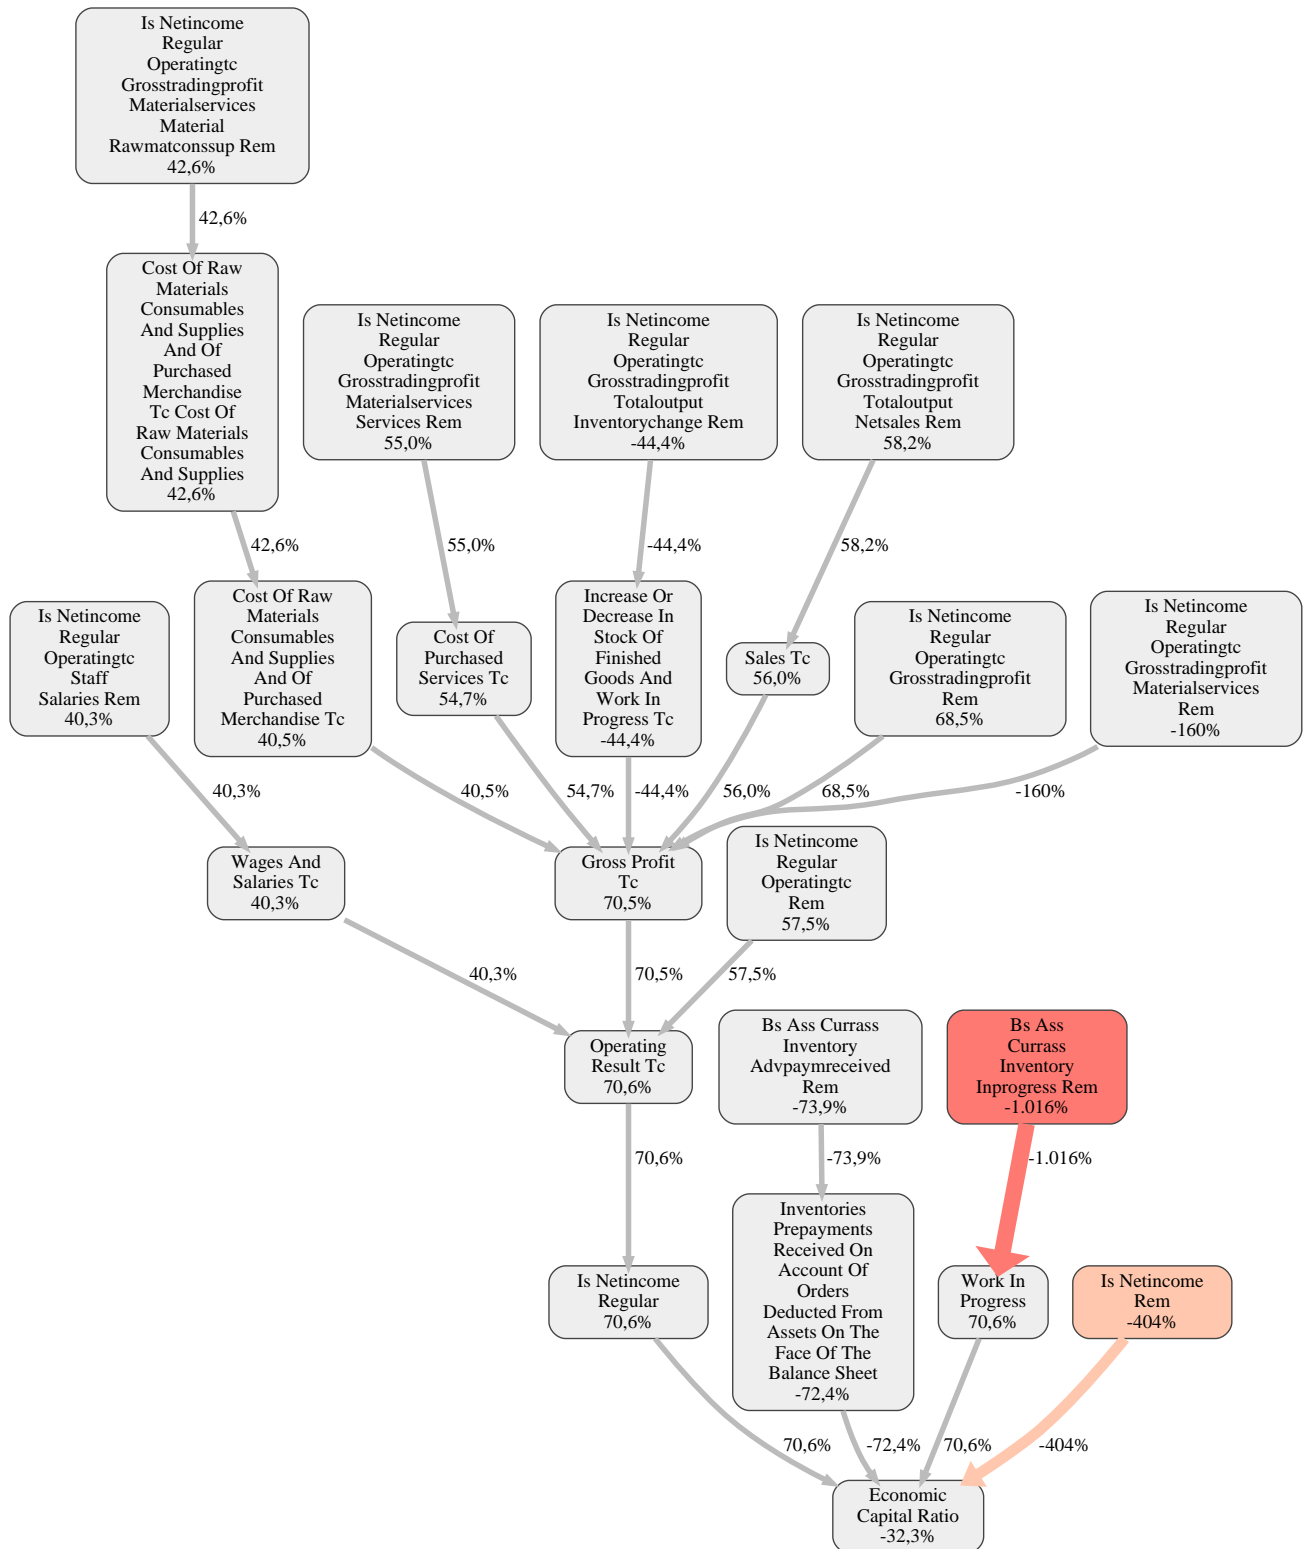 Is Netincome
Regular
Operatingtc
Grosstradingprofit
Materialservices
Material
Rawmatconssup Rem
42,6%
42,6%
Cost Of Raw
Materials
Consumables
And Supplies
And Of
Purchased
Merchandise
Tc Cost Of
Raw Materials
Consumables
And Supplies
42,6%
Is Netincome
Regular
Operatingtc
Grosstradingprofit
Materialservices
Services Rem
55,0%
Is Netincome
Regular
Operatingtc
Grosstradingprofit
Totaloutput
Inventorychange Rem
-44,4%
Is Netincome
Regular
Operatingtc
Grosstradingprofit
Totaloutput
Netsales Rem
58,2%
42,6%
55,0%
-44,4%
58,2%
Is Netincome
Regular
Operatingtc
Staff
Salaries Rem
40,3%
Cost Of Raw
Materials
Consumables
And Supplies
And Of
Purchased
Merchandise Tc
40,5%
Cost Of
Purchased
Services Tc
54,7%
Increase Or
Decrease In
Stock Of
Finished
Goods And
Work In
Progress Tc
-44,4%
Sales Tc
56,0%
Is Netincome
Regular
Operatingtc
Grosstradingprofit
Rem
68,5%
Is Netincome
Regular
Operatingtc
Grosstradingprofit
Materialservices
Rem
-160%
40,3%
40,5%
54,7%
-44,4%
56,0%
68,5%
-160%
Wages And
Salaries Tc
40,3%
Gross Profit
Tc
70,5%
Is Netincome
Regular
Operatingtc
Rem
57,5%
40,3%
70,5%
57,5%
Operating
Result Tc
70,6%
Bs Ass Currass
Inventory
Advpaymreceived
Rem
-73,9%
Bs Ass
Currass
Inventory
Inprogress Rem
-1.016%
70,6%
-73,9%
-1.016%
Is Netincome
Regular
70,6%
Inventories
Prepayments
Received On
Account Of
Orders
Deducted From
Assets On The
Face Of The
Balance Sheet
-72,4%
Work In
Progress
70,6%
Is Netincome
Rem
-404%
70,6%
-72,4%
70,6%
-404%
Economic
Capital Ratio
-32,3%